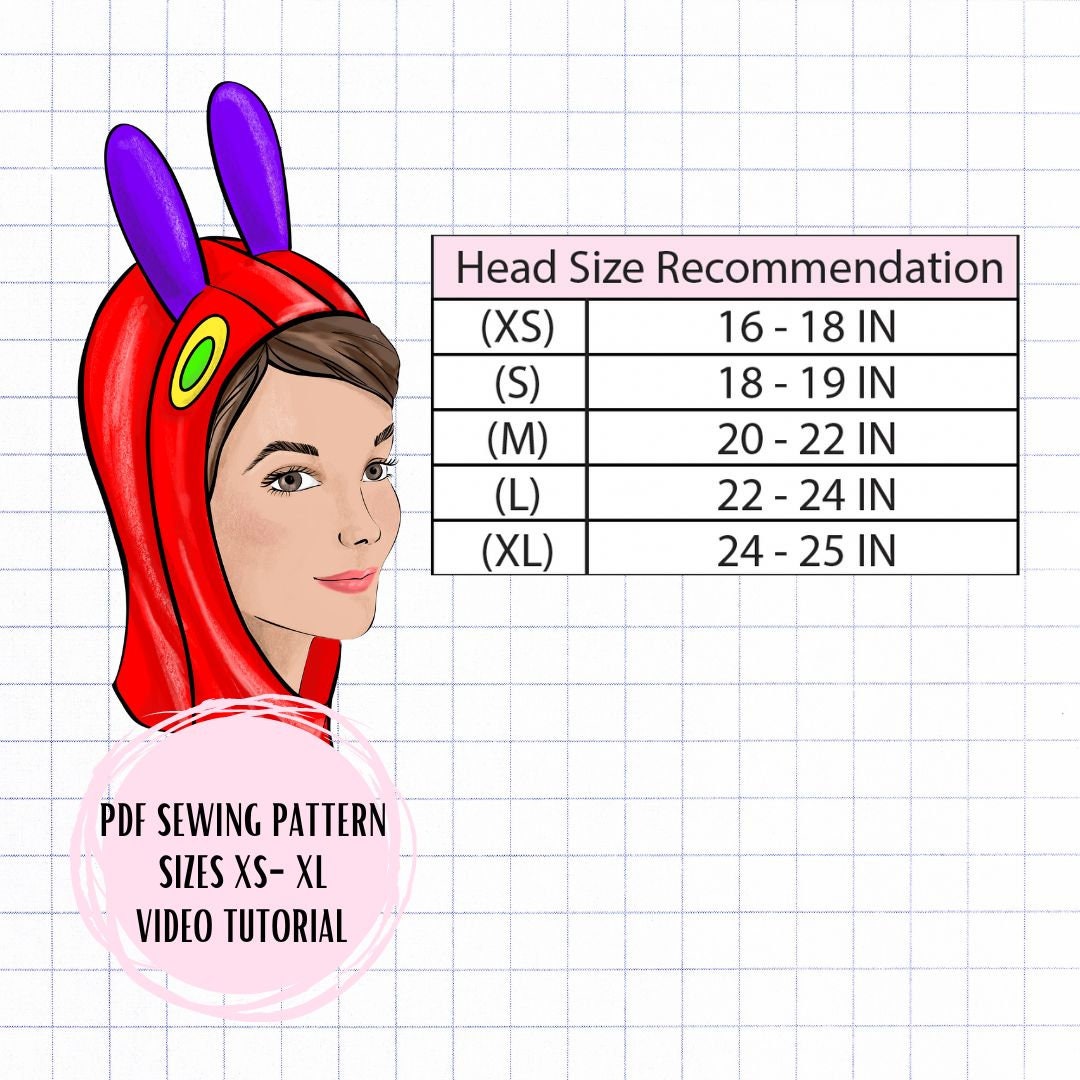 Head Size Recommendation
(XS) 16 - 18 IN
(S) 18 - 19 IN
(M) 20 - 22 IN
(L) 22 - 24 IN
(XL) 24 - 25 IN
PDF SEWING PATTERN
SIZES XS- XL
VIDEO TUTORIAL